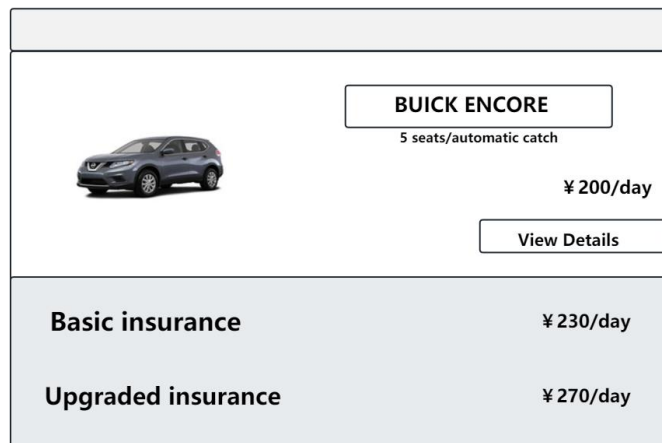 BUICK ENCORE
5 seats/automatic catch
¥200/day
View Details
Basic insurance ¥230/day
Upgraded insurance ¥270/day